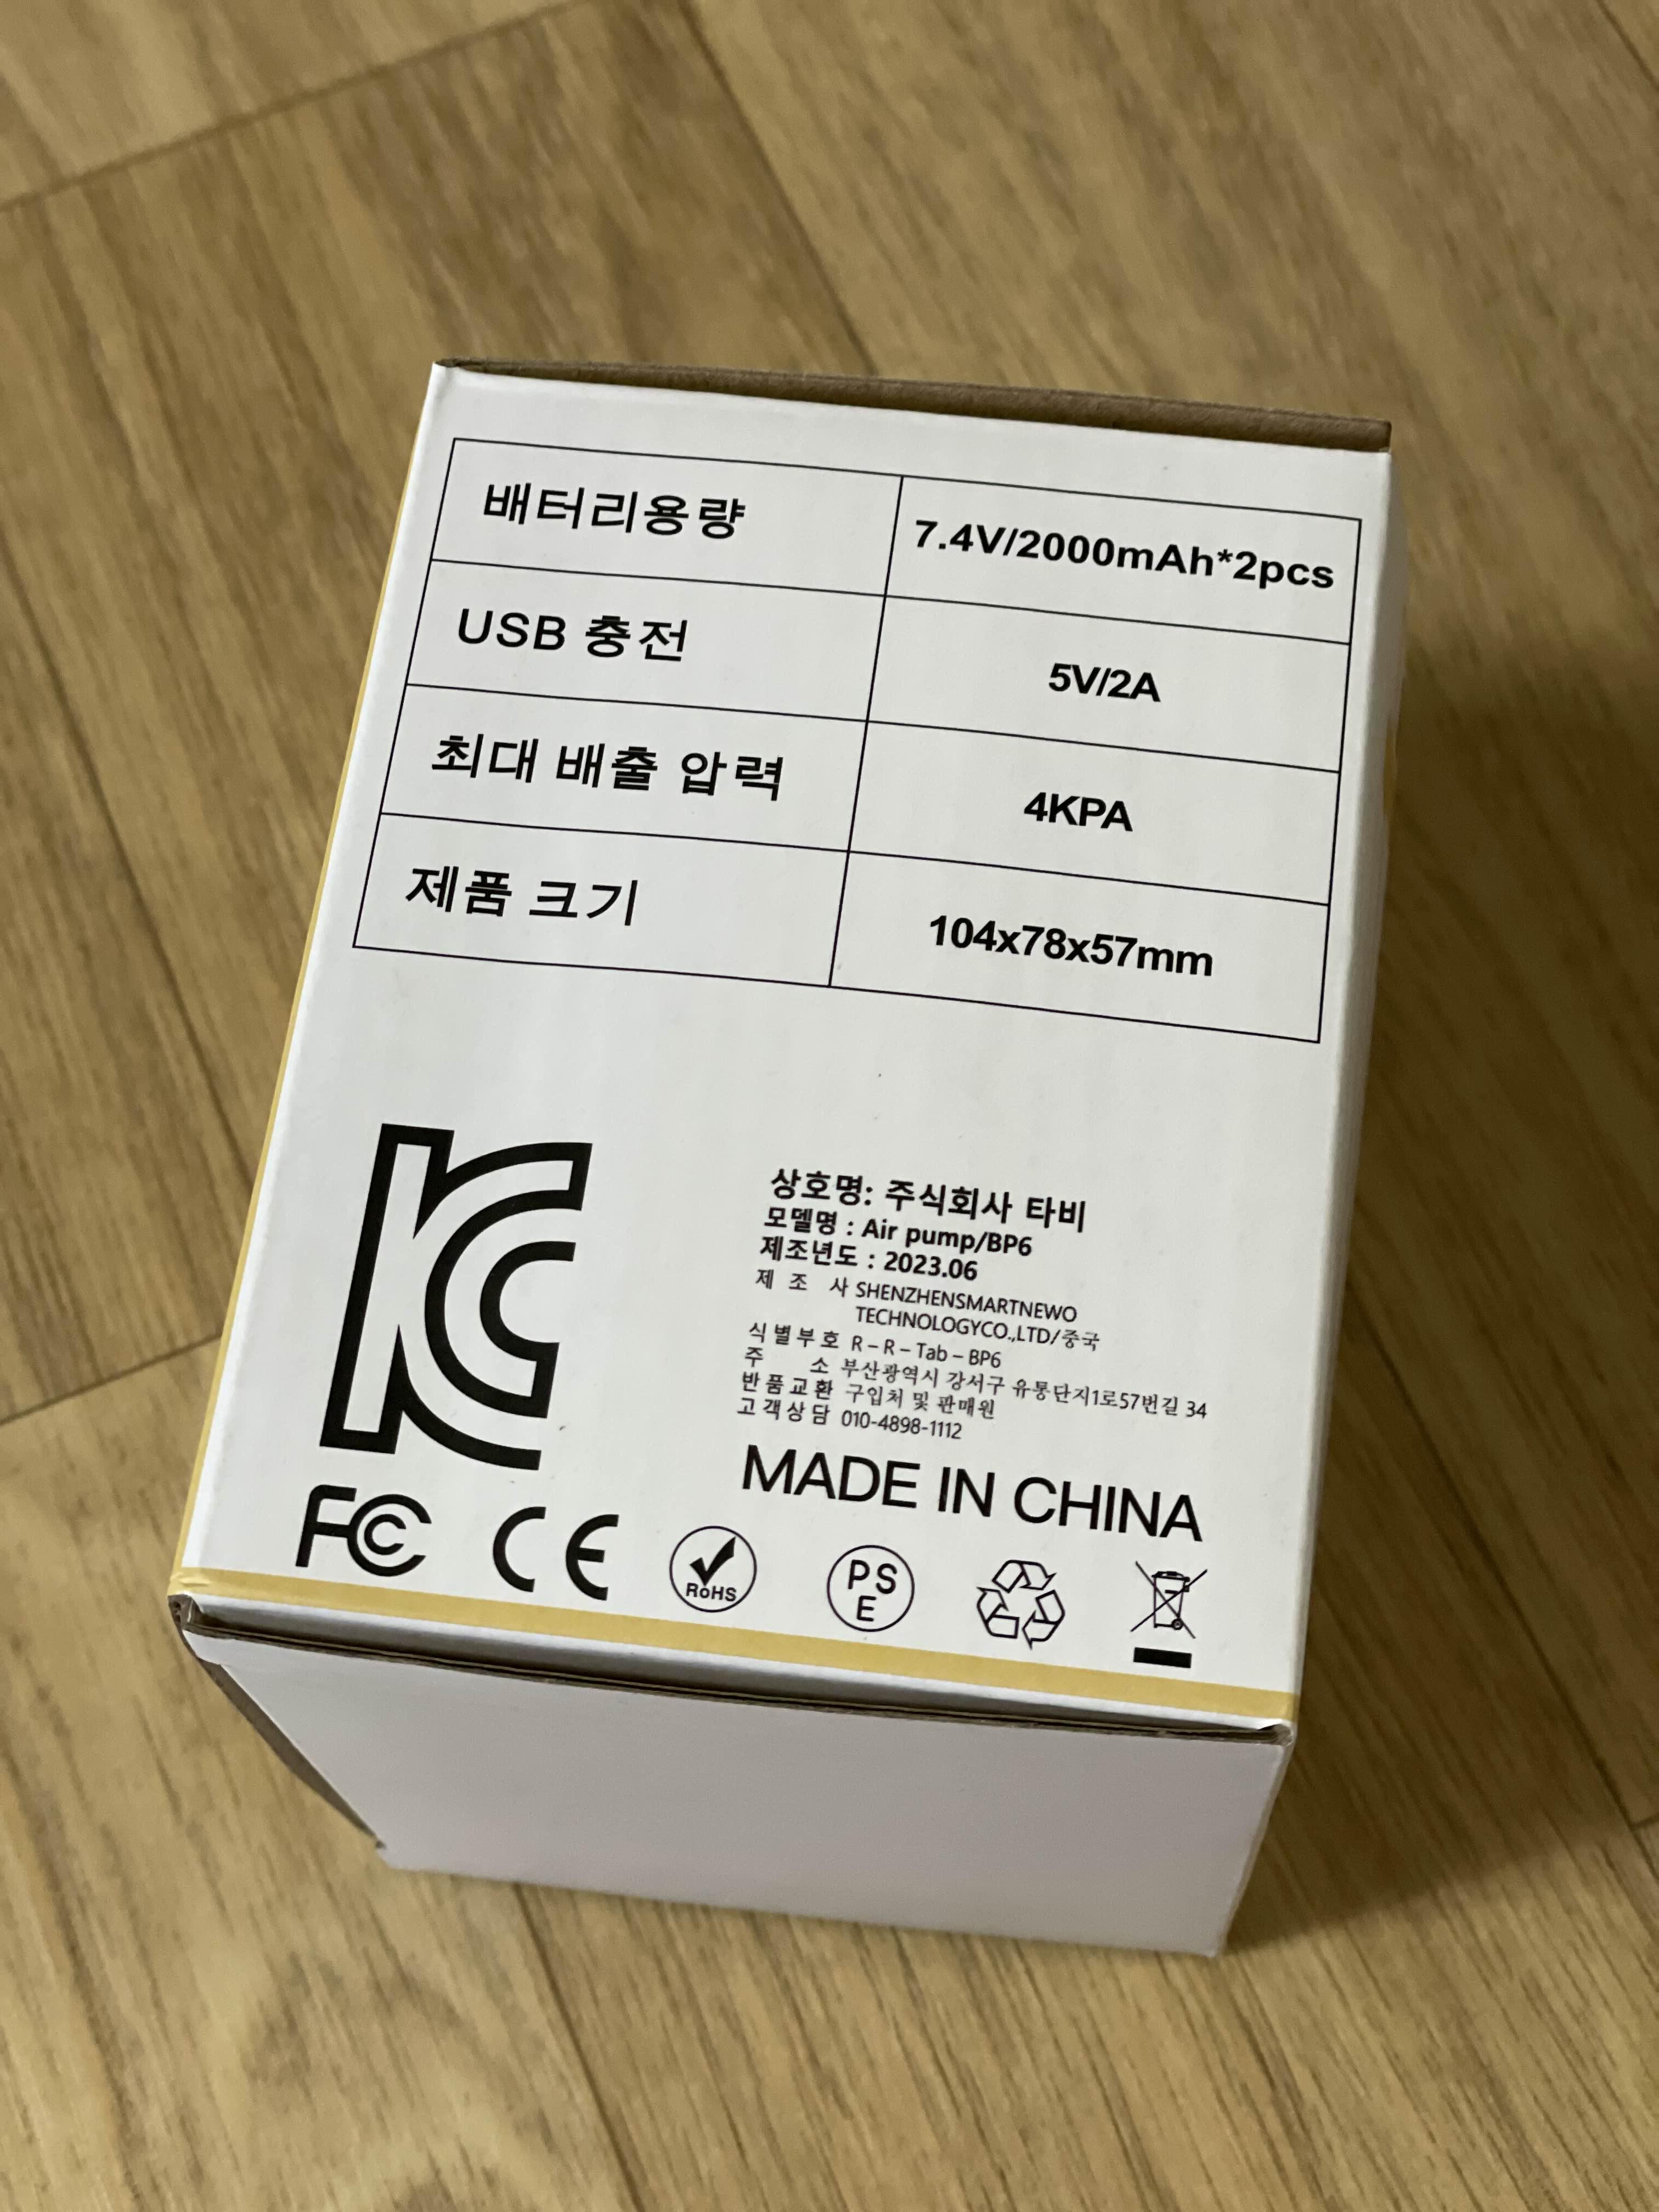 배터리용량 7.4V/2000mAh*2pcs
USB 충전 5V/2A
최대 배출 압력 4KPA
제품 크기 104x78x57mm
상호명: 주식회사 타비
모델명 : Air pump/BP6
제조년도 : 2023.06
제 조 사 SHENZHENSMARTNEWO
TECHNOLOGYCO.,LTD/중국
식별부호 R-R-Tab-BP6
주 소 부산광역시 강서구 유통단지1로57번길 34
반품교환 구입처 및 판매원
고객상담 010-4898-1112
MADE IN CHINA
KC
FC CE RoHS PSE